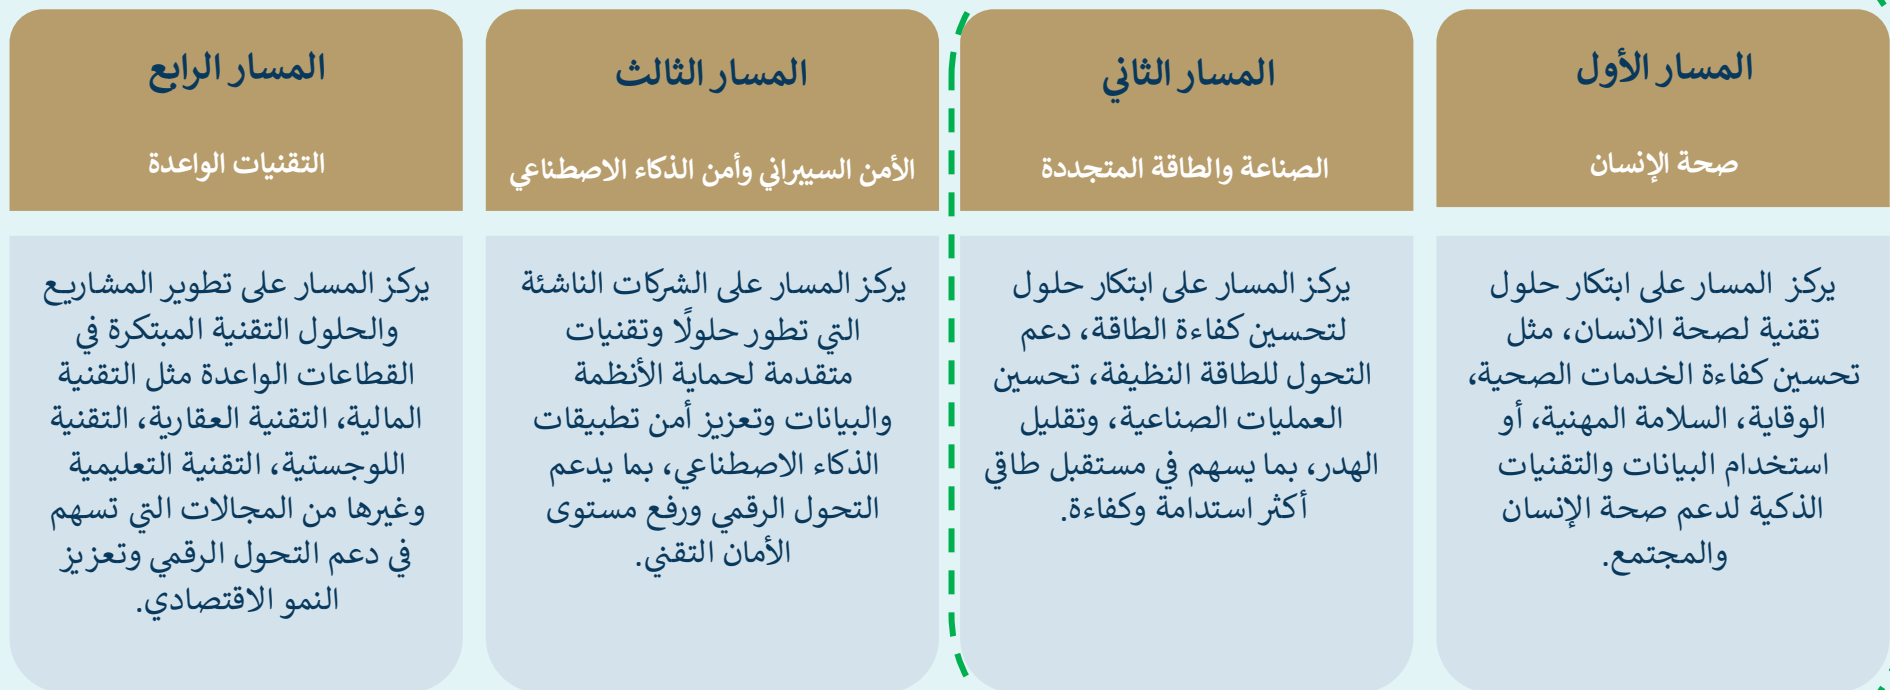 المسار الأول
صحة الإنسان
يركز المسار على ابتكار حلول
تقنية لصحة الانسان، مثل
تحسين كفاءة الخدمات الصحية،
الوقاية، السلامة المهنية، أو
استخدام البيانات والتقنيات
الذكية لدعم صحة الإنسان
والمجتمع.
المسار الثاني
الصناعة والطاقة المتجددة
يركز المسار على ابتكار حلول
لتحسين كفاءة الطاقة، دعم
التحول للطاقة النظيفة، تحسين
العمليات الصناعية، وتقليل
الهدر، بما يسهم في مستقبل طاقي
أكثر استدامة وكفاءة.
المسار الثالث
الأمن السيبراني وأمن الذكاء الاصطناعي
يركز المسار على الشركات الناشئة
التي تطور حلولًا وتقنيات
متقدمة لحماية الأنظمة
والبيانات وتعزيز أمن تطبيقات
الذكاء الاصطناعي، بما يدعم
التحول الرقمي ورفع مستوى
الأمان التقني.
المسار الرابع
التقنيات الواعدة
يركز المسار على تطوير المشاريع
والحلول التقنية المبتكرة في
القطاعات الواعدة مثل التقنية
المالية، التقنية العقارية، التقنية
اللوجستية، التقنية التعليمية
وغيرها من المجالات التي تسهم
في دعم التحول الرقمي وتعزيز
النمو الاقتصادي.